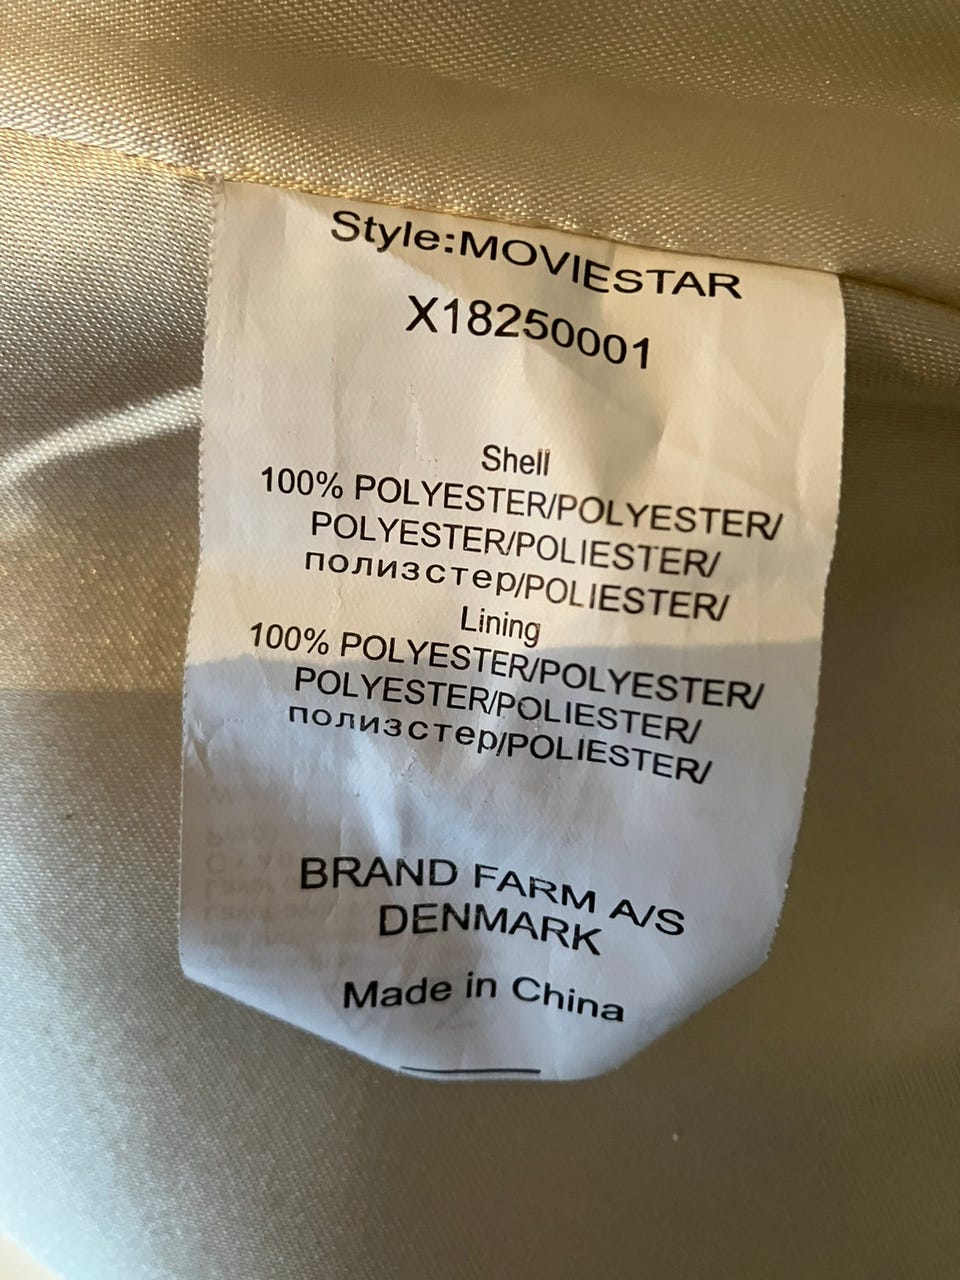 Style:MOVIESTAR
X18250001
Shell
100% POLYESTER/POLYESTER/
POLYESTER/POLIESTER/
полизстер/POLIESTER/
Lining
100% POLYESTER/POLYESTER/
POLYESTER/POLIESTER/
полизстер/POLIESTER/
BRAND FARM A/S
DENMARK
Made in China